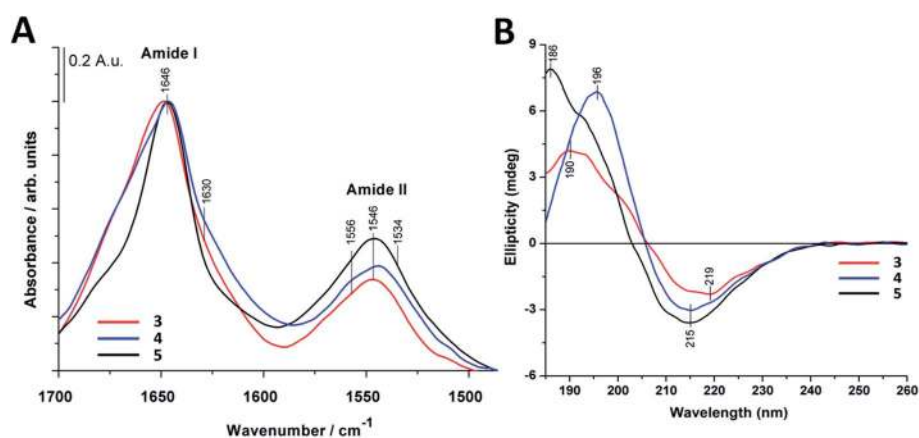 A
0.2 A.u.
Amide I
1646
1630
Amide II
1556
1546
1534
Absorbance / arb. units
3
4
5
1700
1650
1600
1550
1500
Wavenumber / cm-1
B
9
6
3
0
-3
-6
Ellipticity (mdeg)
186
196
190
219
215
3
4
5
190 200 210 220 230 240 250 260
Wavelength (nm)